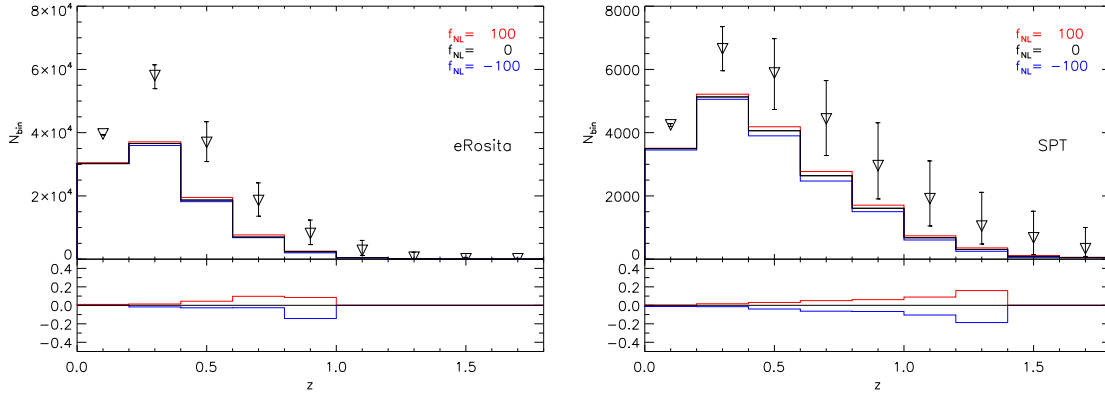 8×10⁴
6×10⁴
4×10⁴
2×10⁴
0
N_bin
f_NL= 100
f_NL= 0
f_NL= −100
eRosita
0.4
0.2
0.0
−0.2
−0.4
0.0 0.5 1.0 1.5
z
8000
6000
4000
2000
0
N_bin
f_NL= 100
f_NL= 0
f_NL= −100
SPT
0.4
0.2
0.0
−0.2
−0.4
0.0 0.5 1.0 1.5
z